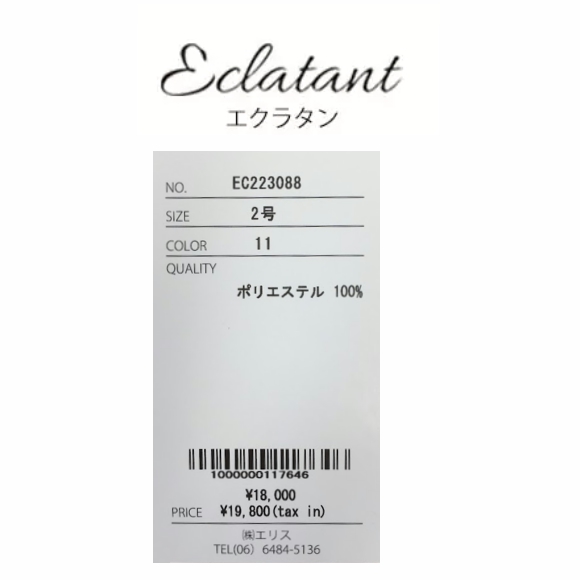 Eclatant
エクラタン
NO. EC223088
SIZE 2号
COLOR 11
QUALITY
ポリエステル 100%
1000000117646
¥18,000
PRICE ¥19,800(tax in)
㈱エリス
TEL(06) 6484-5136